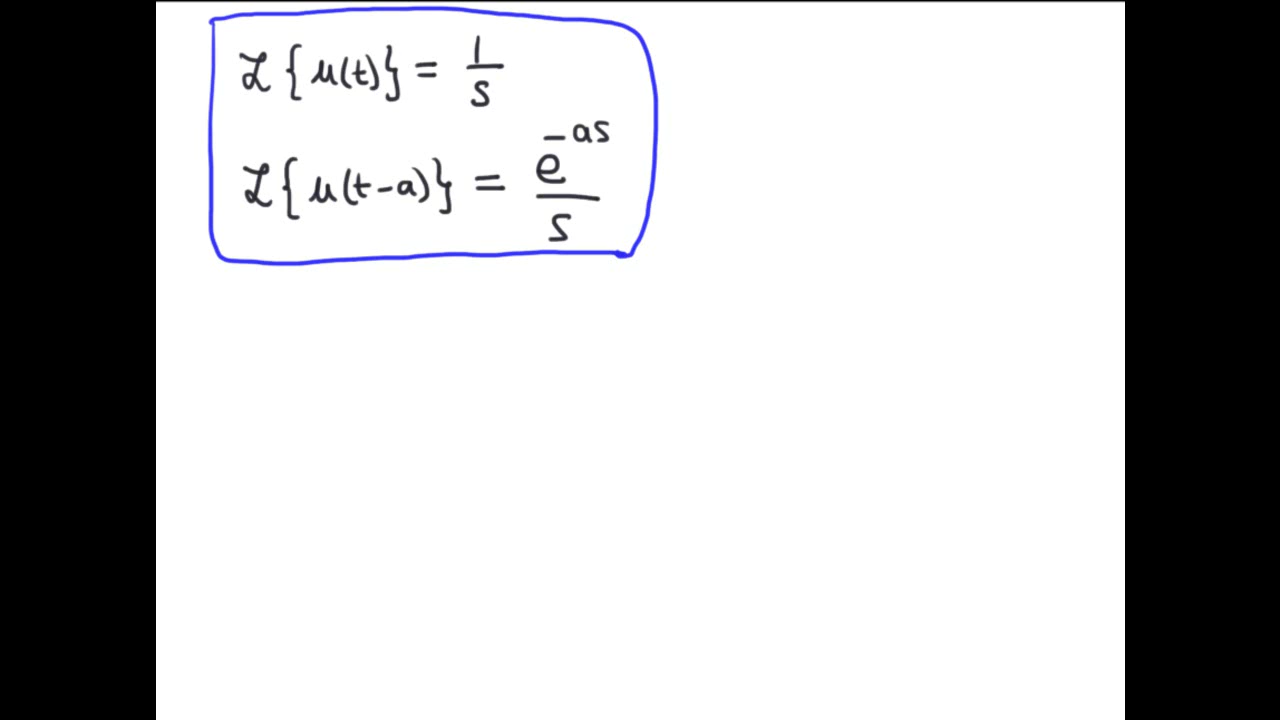 ℒ{u(t)} = 1/s
ℒ{u(t-a)} = e^{-as}/s